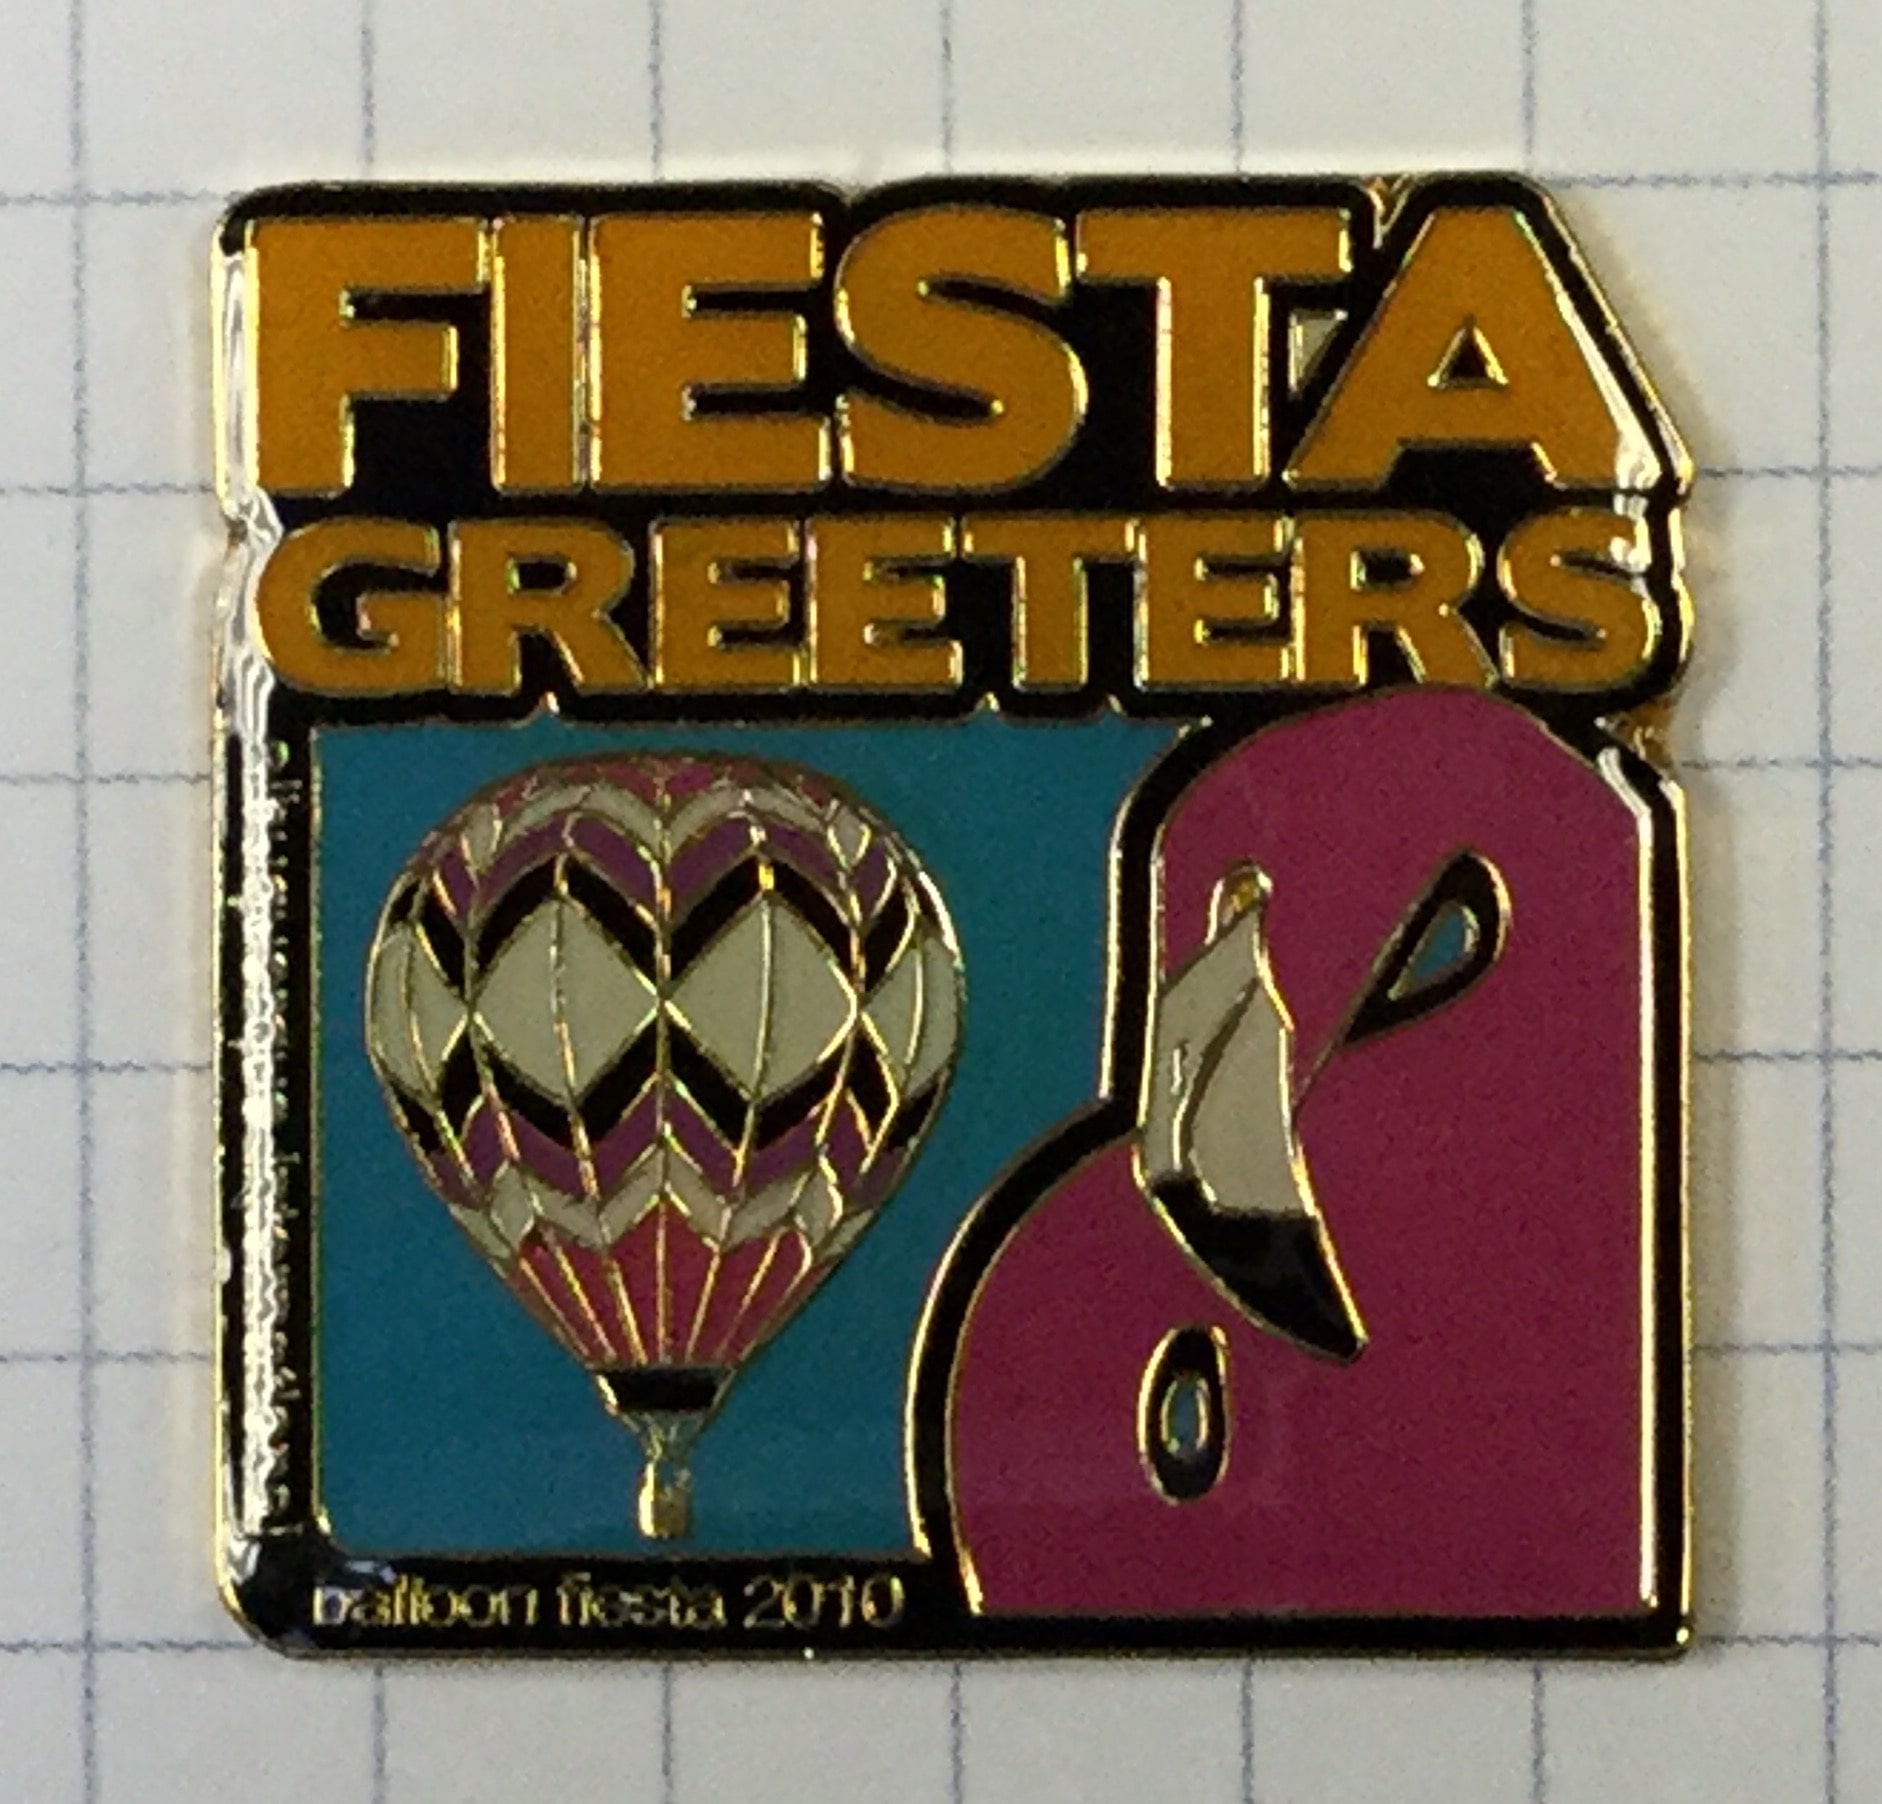 FIESTA
GREETERS
albuquerque international
balloon fiesta 2010